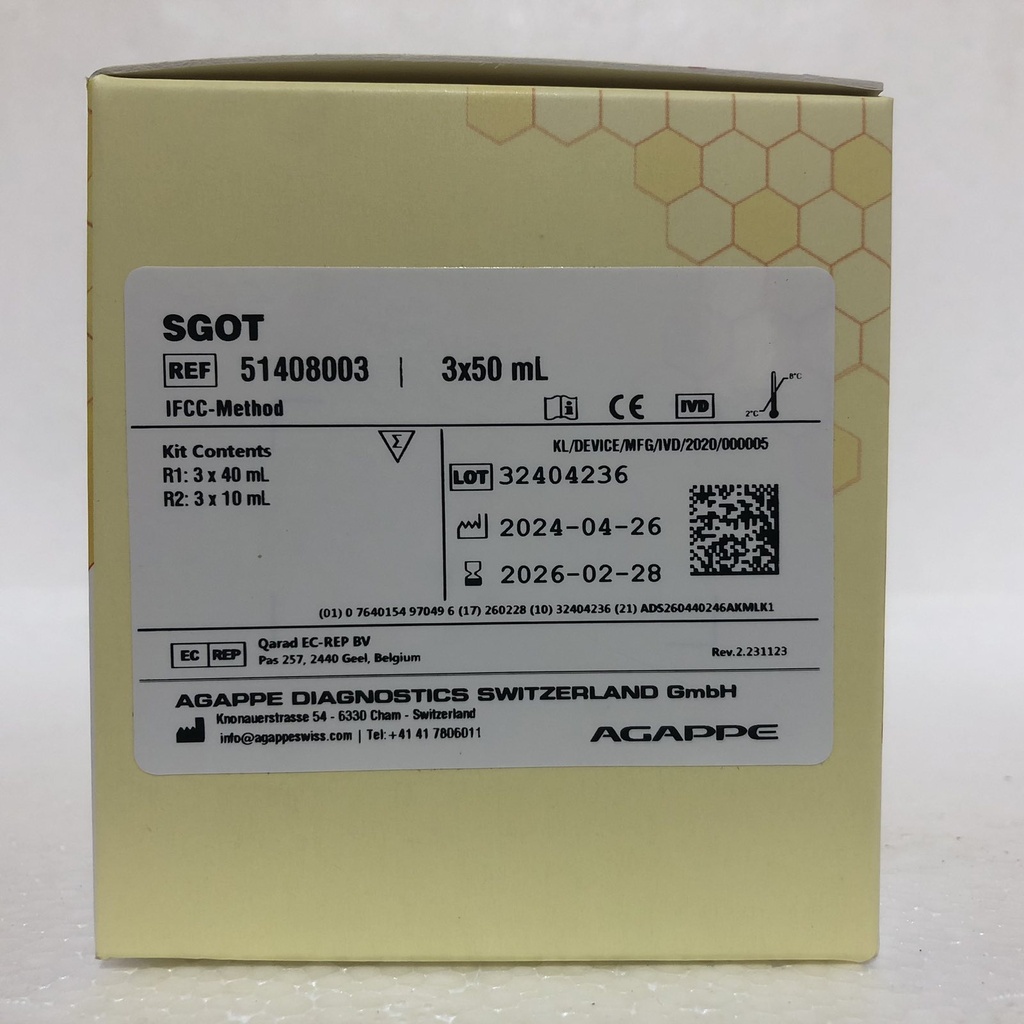 SGOT
REF 51408003 | 3x50 mL
IFCC-Method
IVD
2°C
8°C
Kit Contents
R1: 3 x 40 mL
R2: 3 x 10 mL
Σ
KL/DEVICE/MFG/IVD/2020/000005
LOT 32404236
2024-04-26
2026-02-28
(01) 0 7640154 97049 6 (17) 260228 (10) 32404236 (21) ADS260440246AKMLK1
EC REP
Qarad EC-REP BV
Pas 257, 2440 Geel, Belgium
Rev.2.231123
AGAPPE DIAGNOSTICS SWITZERLAND GmbH
Knonauerstrasse 54 - 6330 Cham - Switzerland
info@agappeswiss.com | Tel:+41 41 7806011
AGAPPE